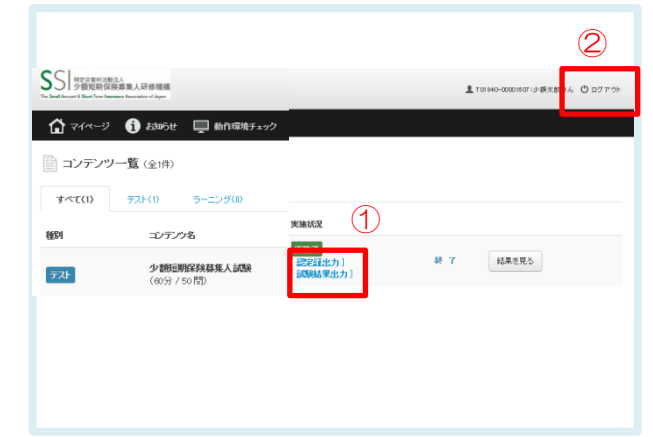 ②
SSI 特定非営利活動法人
少額短期保険募集人研修機構
The Small Amount & Short Term Insurance Association of Japan
T01840-00001607:少額太郎 ん ログアウト
マイページ お知らせ 動作環境チェック
コンテンツ一覧 (全1件)
すべて(1) テスト(1) ラーニング(0)
①
種別 コンテンツ名 実施状況
認定証出力]
テスト 少額短期保険募集人試験 試験結果出力] 終 了 結果を見る
(60分 / 50問)